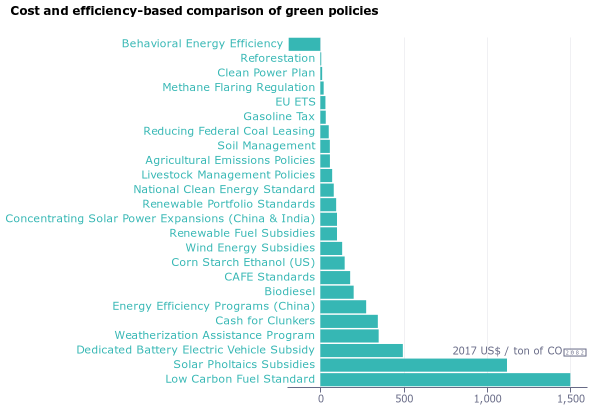 Cost and efficiency-based comparison of green policies
Behavioral Energy Efficiency
Reforestation
Clean Power Plan
Methane Flaring Regulation
EU ETS
Gasoline Tax
Reducing Federal Coal Leasing
Soil Management
Agricultural Emissions Policies
Livestock Management Policies
National Clean Energy Standard
Renewable Portfolio Standards
Concentrating Solar Power Expansions (China & India)
Renewable Fuel Subsidies
Wind Energy Subsidies
Corn Starch Ethanol (US)
CAFE Standards
Biodiesel
Energy Efficiency Programs (China)
Cash for Clunkers
Weatherization Assistance Program
Dedicated Battery Electric Vehicle Subsidy
2017 US$ / ton of CO
Solar Pholtaics Subsidies
Low Carbon Fuel Standard
0 500 1,000 1,500